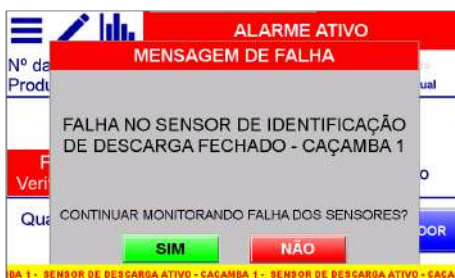 ALARME ATIVO
MENSAGEM DE FALHA
Nº da
Produ
ual
FALHA NO SENSOR DE IDENTIFICAÇÃO
DE DESCARGA FECHADO - CAÇAMBA 1
F
Veri
o
Qua
DOR
CONTINUAR MONITORANDO FALHA DOS SENSORES?
SIM NÃO
BA 1 - SENSOR DE DESCARGA ATIVO - CAÇAMBA 1 - SENSOR DE DESCARGA ATIVO - CAÇA